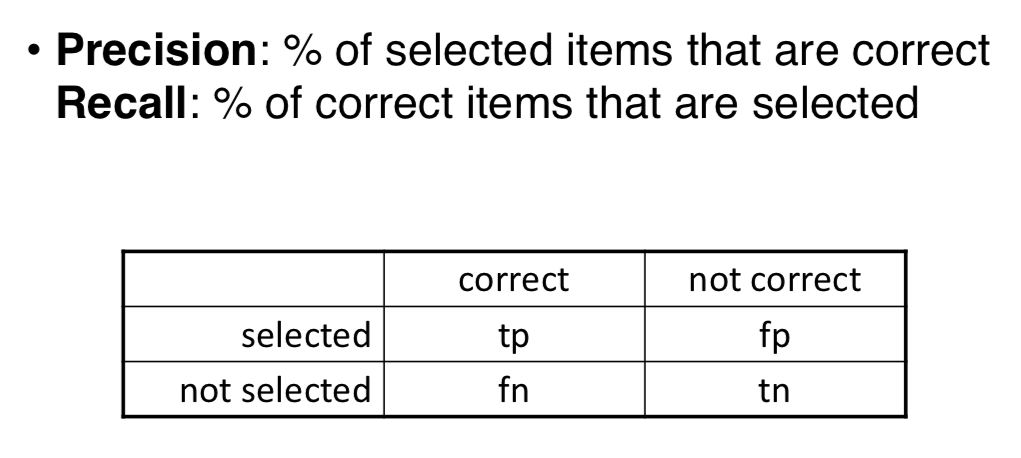 • Precision: % of selected items that are correct
Recall: % of correct items that are selected
correct not correct
selected tp fp
not selected fn tn